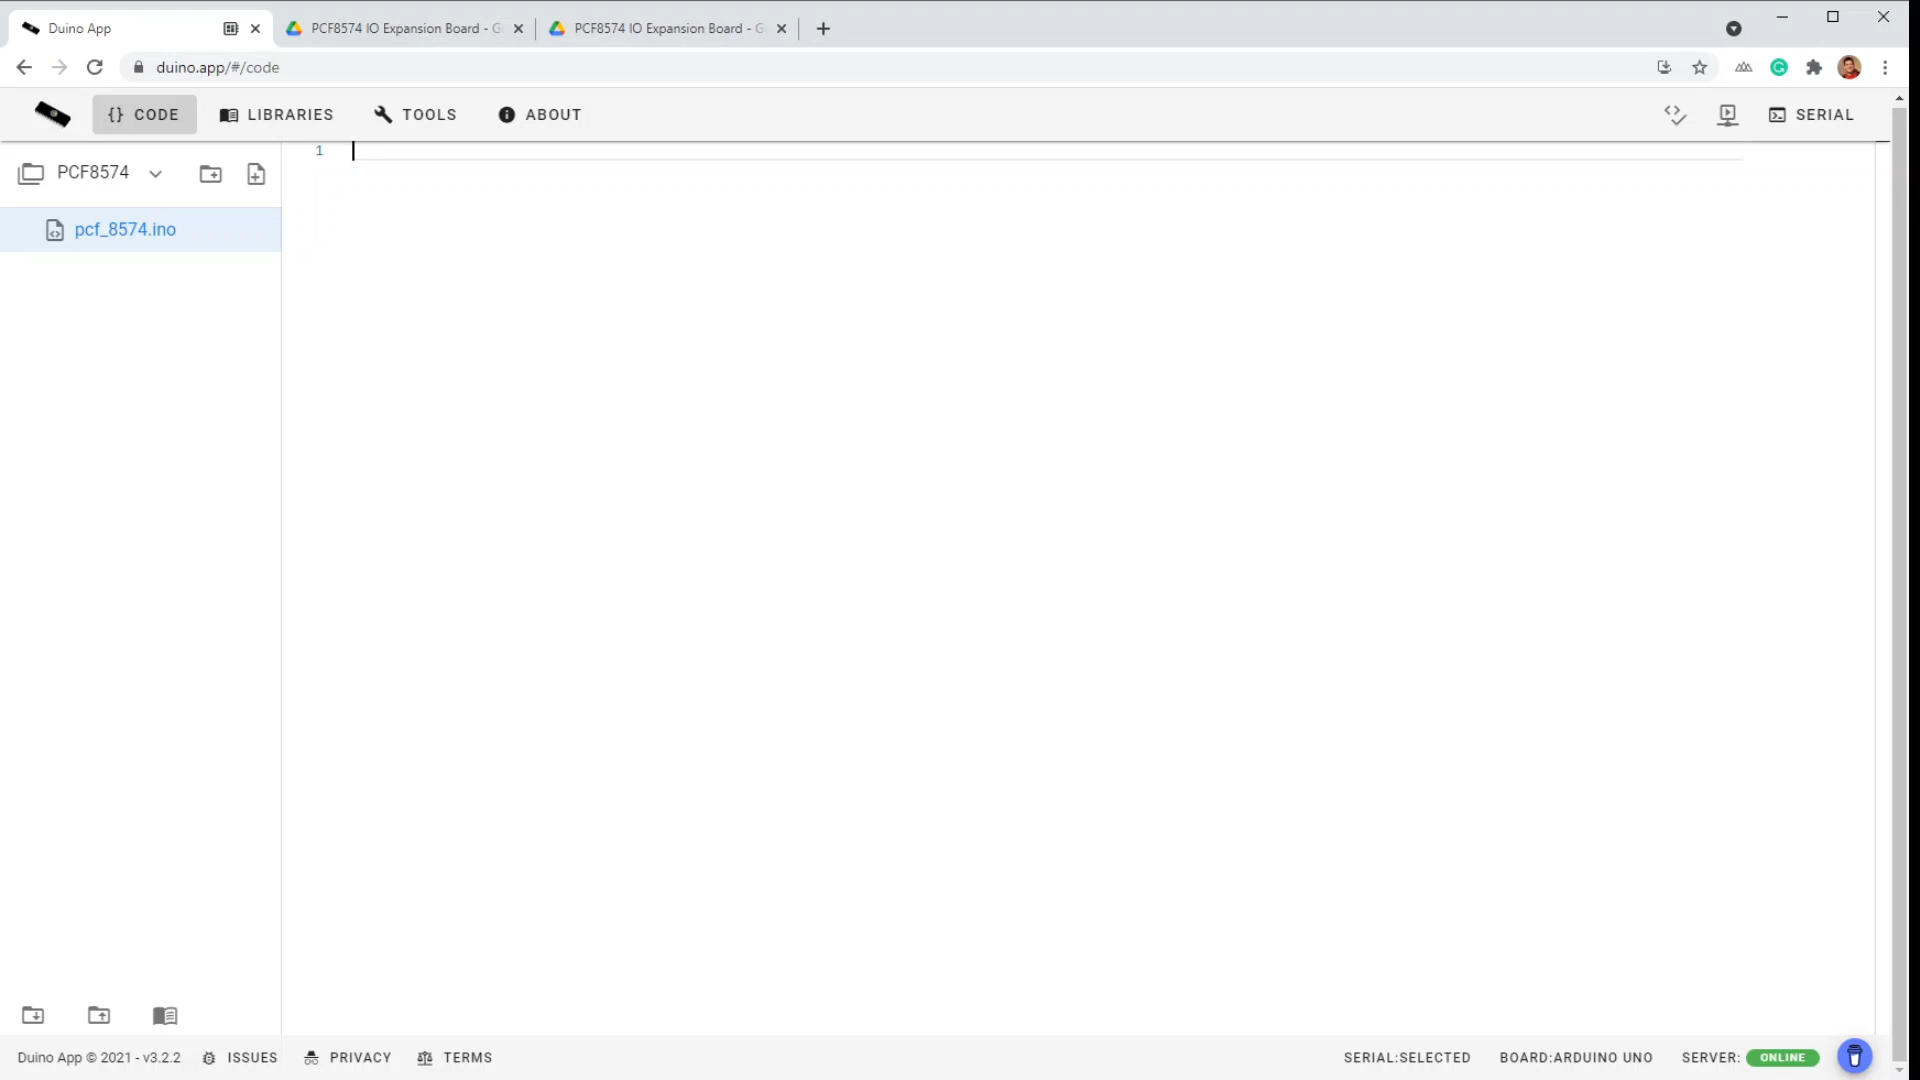 Duino App
PCF8574 IO Expansion Board - G
PCF8574 IO Expansion Board - G
duino.app/#/code
{} CODE
LIBRARIES
TOOLS
ABOUT
SERIAL
PCF8574
1
pcf_8574.ino
Duino App © 2021 - v3.2.2
ISSUES
PRIVACY
TERMS
SERIAL:SELECTED
BOARD:ARDUINO UNO
SERVER: ONLINE